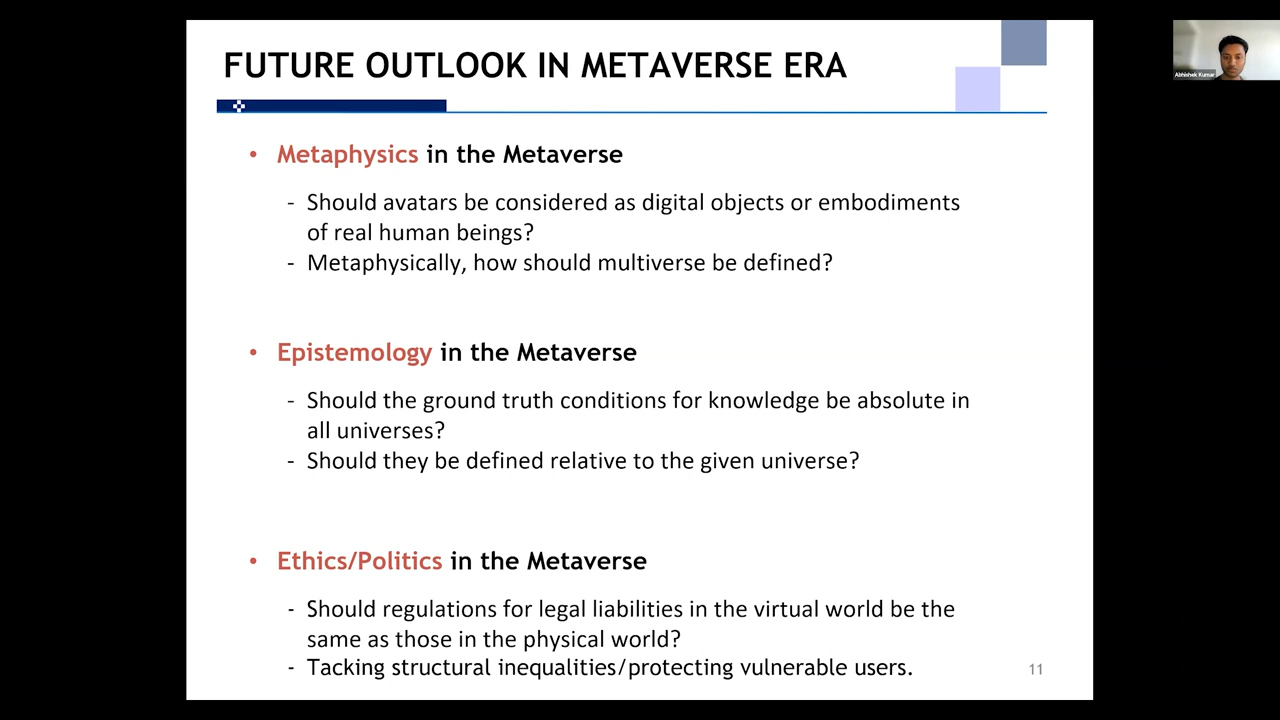 FUTURE OUTLOOK IN METAVERSE ERA
Abhishek Kumar
• Metaphysics in the Metaverse
- Should avatars be considered as digital objects or embodiments
of real human beings?
- Metaphysically, how should multiverse be defined?
• Epistemology in the Metaverse
- Should the ground truth conditions for knowledge be absolute in
all universes?
- Should they be defined relative to the given universe?
• Ethics/Politics in the Metaverse
- Should regulations for legal liabilities in the virtual world be the
same as those in the physical world?
- Tacking structural inequalities/protecting vulnerable users.
11